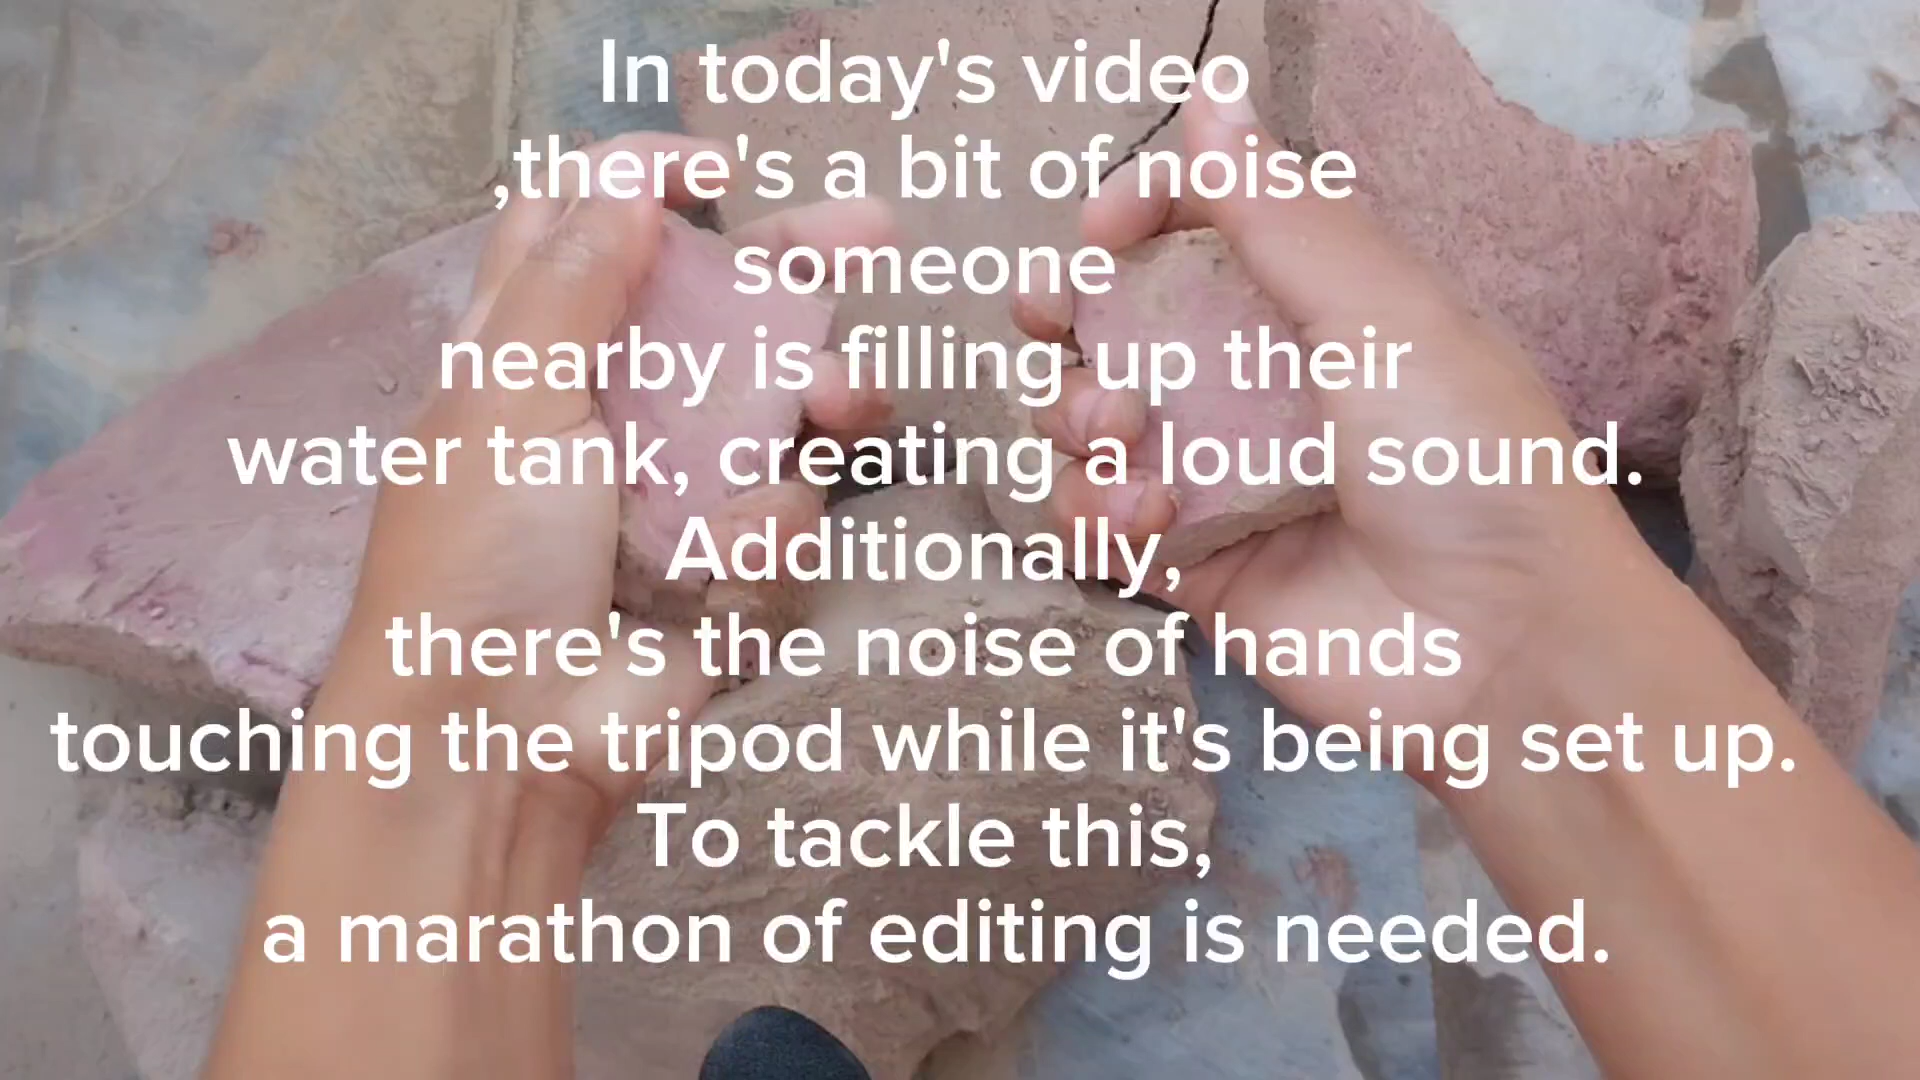 In today's video
,there's a bit of noise
someone
nearby is filling up their
water tank, creating a loud sound.
Additionally,
there's the noise of hands
touching the tripod while it's being set up.
To tackle this,
a marathon of editing is needed.